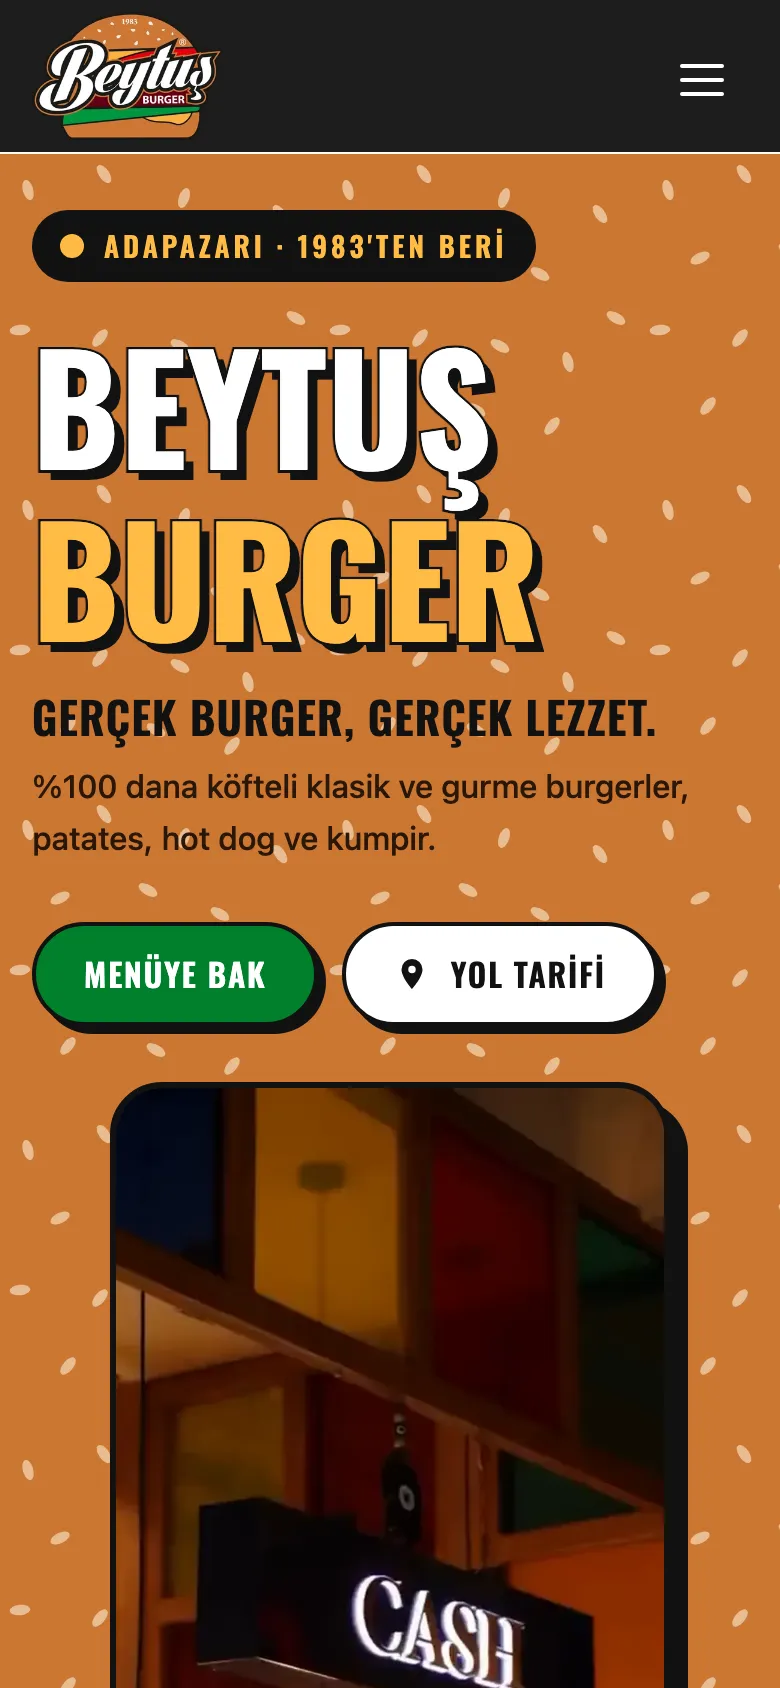 1983
Beytuş
®
BURGER
ADAPAZARI · 1983'TEN BERİ
BEYTUŞ
BURGER
GERÇEK BURGER, GERÇEK LEZZET.
%100 dana köfteli klasik ve gurme burgerler,
patates, hot dog ve kumpir.
MENÜYE BAK
YOL TARİFİ
CASH